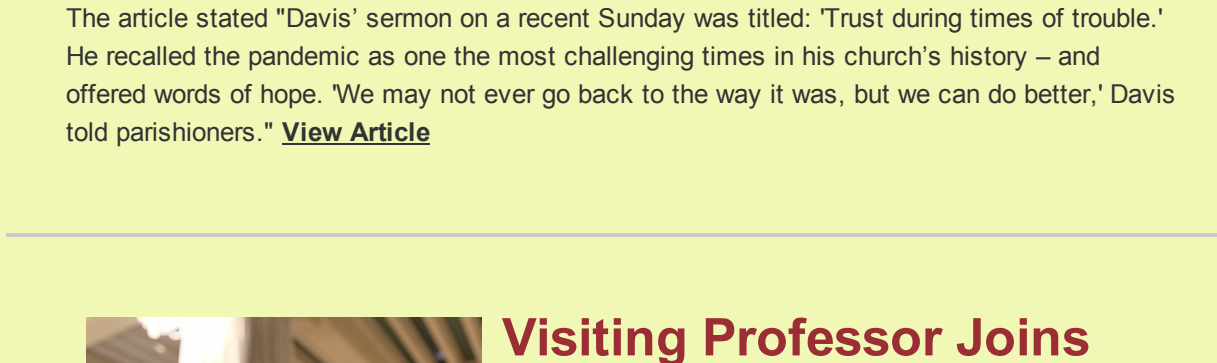 The article stated "Davis’ sermon on a recent Sunday was titled: 'Trust during times of trouble.'
He recalled the pandemic as one the most challenging times in his church’s history – and
offered words of hope. 'We may not ever go back to the way it was, but we can do better,' Davis
told parishioners." View Article
Visiting Professor Joins